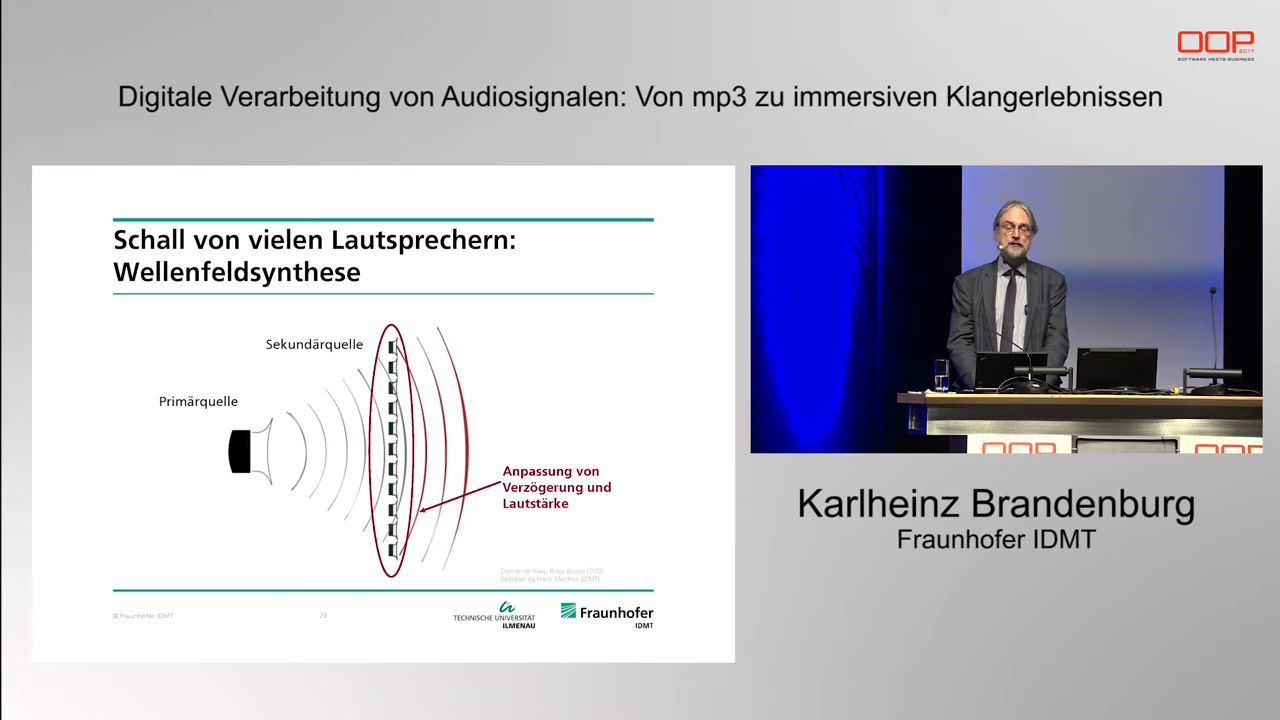 OOP
2017
SOFTWARE MEETS BUSINESS
Digitale Verarbeitung von Audiosignalen: Von mp3 zu immersiven Klangerlebnissen
Schall von vielen Lautsprechern:
Wellenfeldsynthese
Sekundärquelle
Primärquelle
Anpassung von
Verzögerung und
Lautstärke
Diemer de Vries, Rinus Boone (TUD)
Redrawn by Frank Melchior (IDMT)
© Fraunhofer IDMT
29
TECHNISCHE UNIVERSITÄT
ILMENAU
Fraunhofer
IDMT
OOP
OOP
Karlheinz Brandenburg
Fraunhofer IDMT